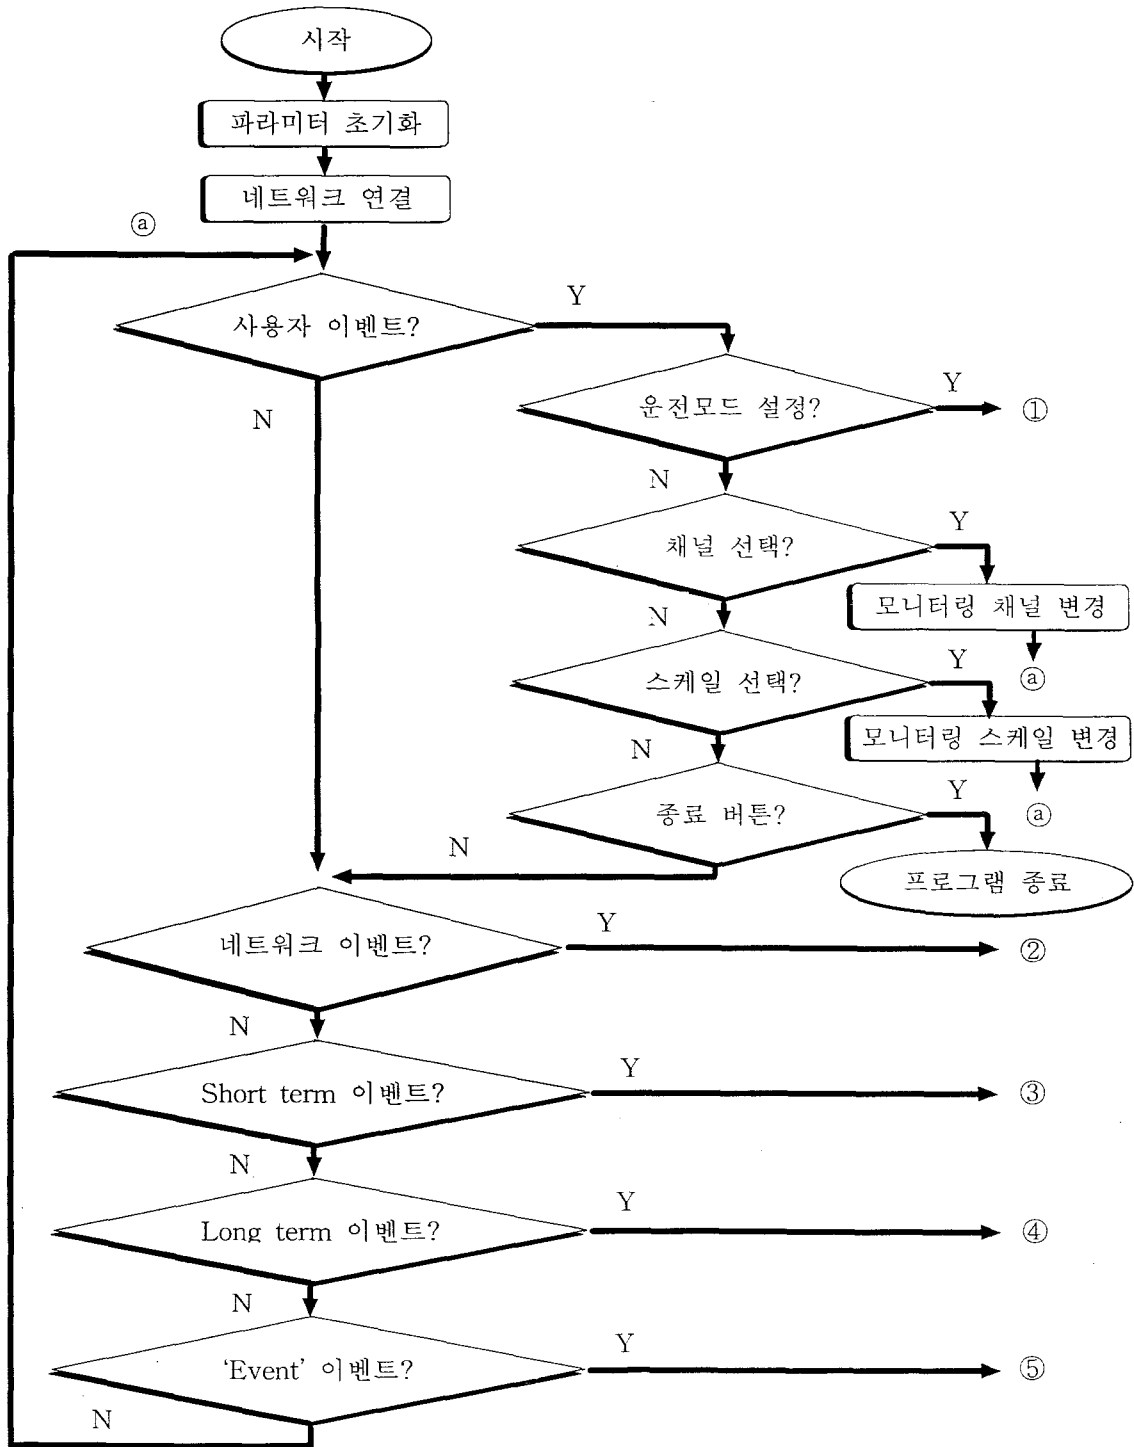 시작
파라미터 초기화
네트워크 연결
ⓐ
사용자 이벤트?
Y
N
운전모드 설정?
Y
①
N
채널 선택?
Y
모니터링 채널 변경
ⓐ
N
스케일 선택?
Y
모니터링 스케일 변경
ⓐ
N
종료 버튼?
Y
프로그램 종료
N
네트워크 이벤트?
Y
②
N
Short term 이벤트?
Y
③
N
Long term 이벤트?
Y
④
N
‘Event’ 이벤트?
Y
⑤
N